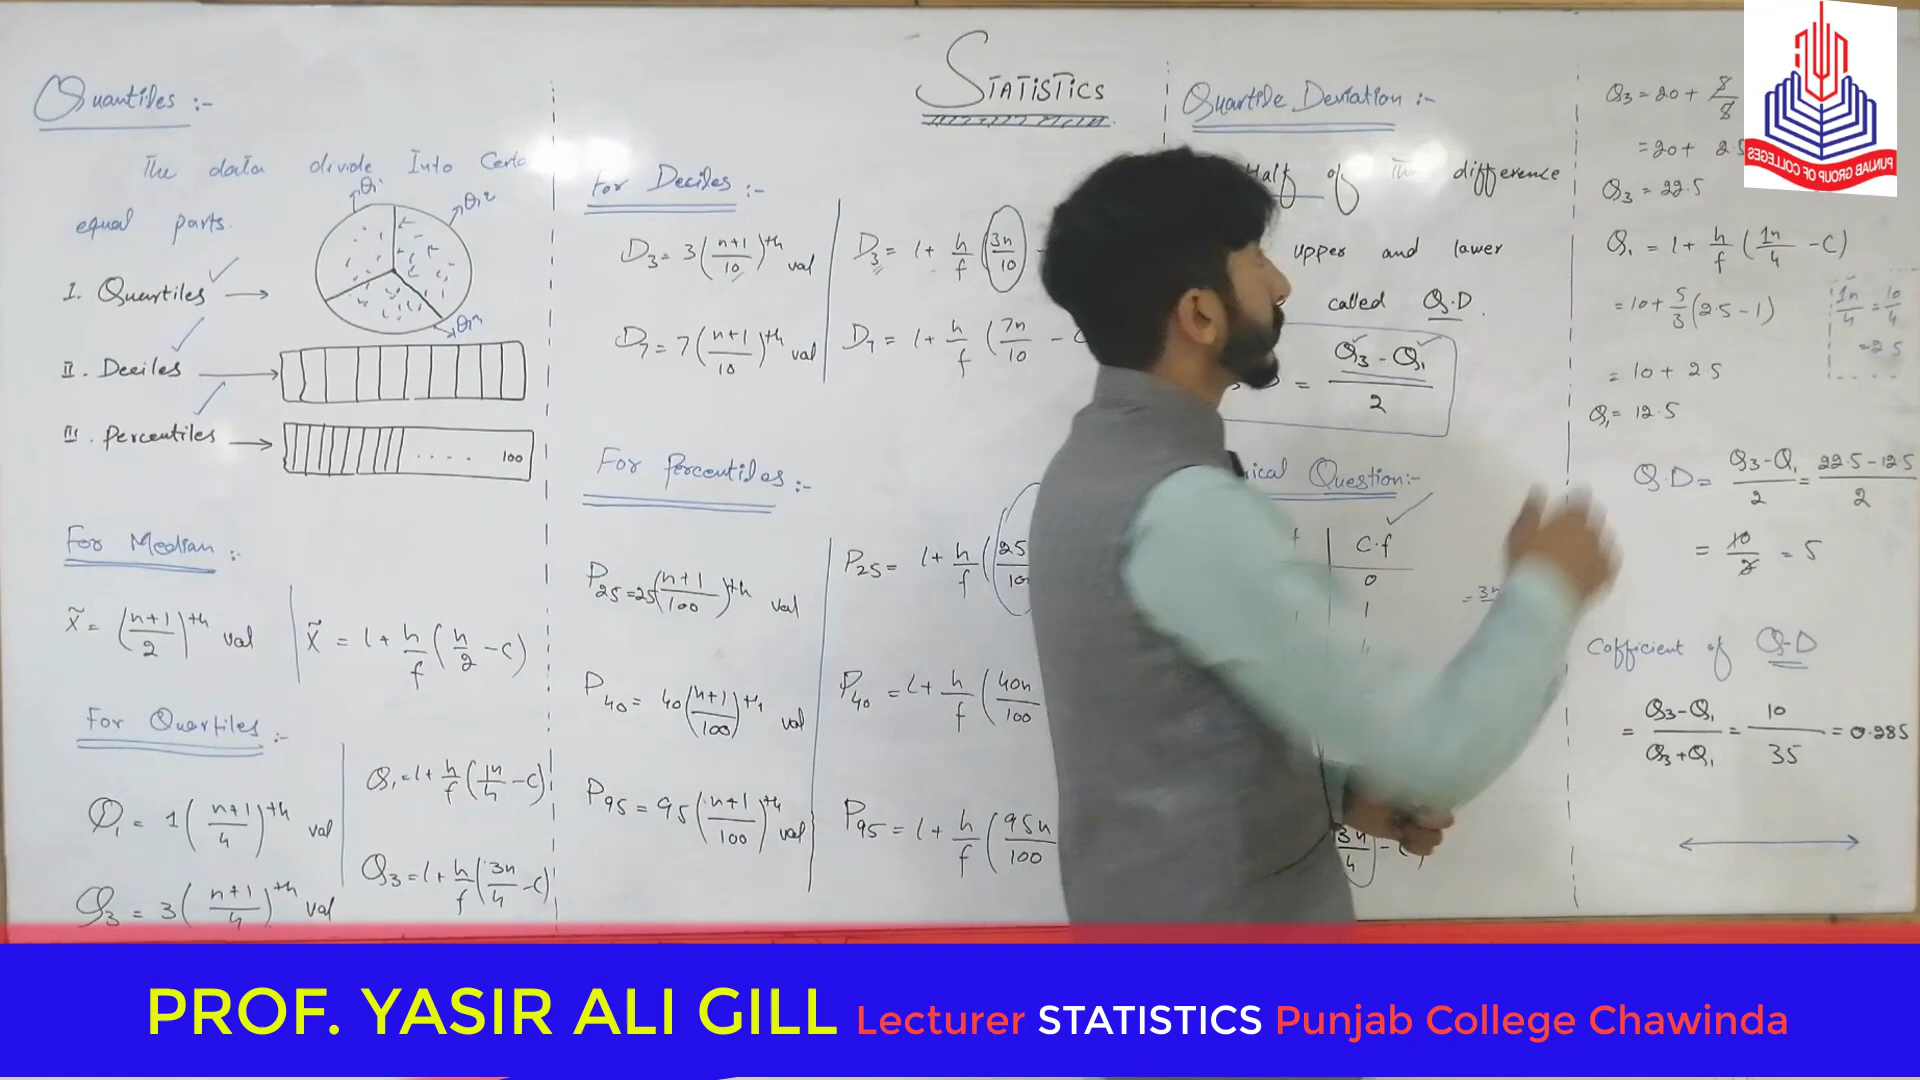 STATISTICS
Quantiles :-
The data divide Into
equal parts.
Q1
Q2
Q3
I. Quartiles
II. Deciles
III. Percentiles
.... 100
For Median :-
X̃ = (n+1/2)^th val
X̃ = l + h/f (n/2 - C)
For Quartiles :-
Q1 = 1(n+1/4)^th val
Q1 = l + h/f (1n/4 - C)
Q3 = 3(n+1/4)^th val
Q3 = l + h/f (3n/4 - C)
for Deciles :-
D3 = 3(n+1/10)^th val
D3 = l + h/f (3n/10
D7 = 7(n+1/10)^th val
D7 = l + h/f (7n/10 - C
For Percentiles :-
P25 = 25(n+1/100)^th val
P25 = l + h/f (25
P40 = 40(n+1/100)^th val
P40 = l + h/f (40n/100
P95 = 95(n+1/100)^th val
P95 = l + h/f (95n/100
Quartile Deviation :-
Half of The difference
upper and lower
called Q.D.
= Q3 - Q1 / 2
Question:-
f | C.f
0
1
3n/4) - C)
Q3 = 20 + 5/8
= 20 + 2.5
Q3 = 22.5
Q1 = l + h/f (1n/4 - C)
= 10 + 5/3 (2.5 - 1)
1n/4 = 10/4
= 2.5
= 10 + 2.5
Q1 = 12.5
Q.D = Q3 - Q1 / 2 = 22.5 - 12.5 / 2
= 10/2 = 5
Cofficient of Q.D
= Q3 - Q1 / Q3 + Q1 = 10/35 = 0.285
PUNJAB GROUP OF COLLEGES
PROF. YASIR ALI GILL Lecturer STATISTICS Punjab College Chawinda